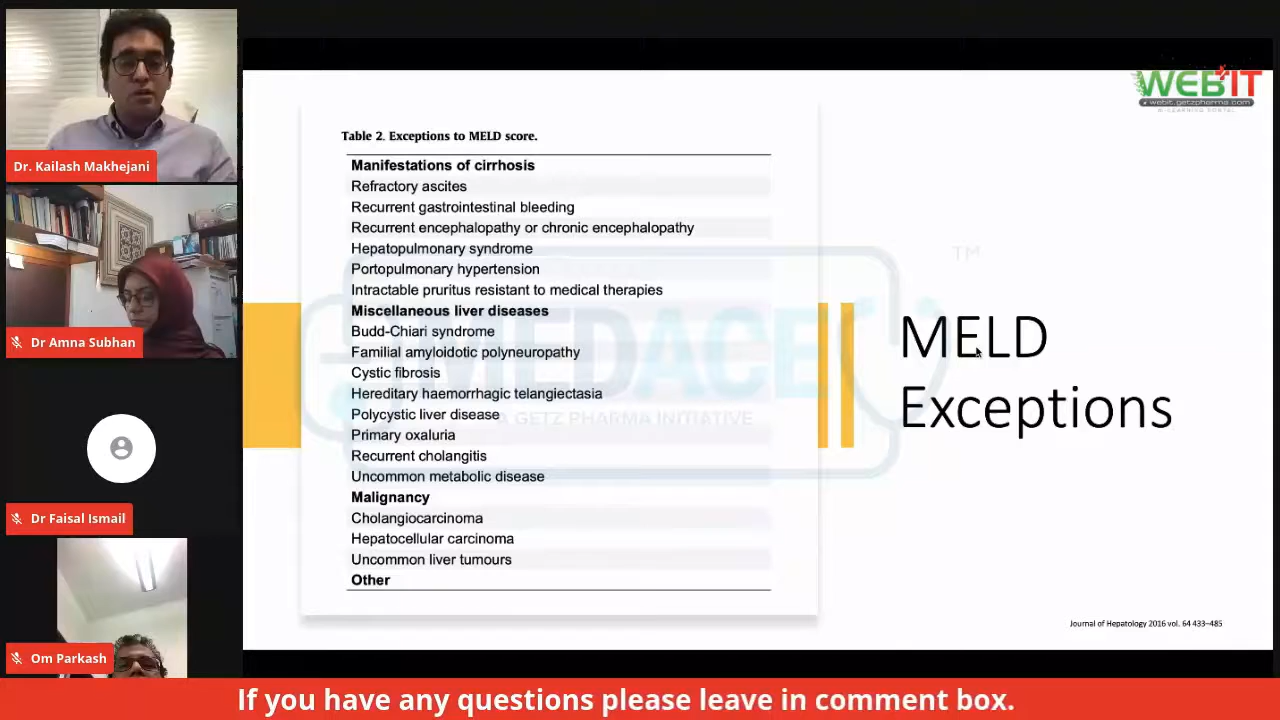 Dr. Kailash Makhejani
Dr Amna Subhan
Dr Faisal Ismail
Om Parkash
WEBIT
webit.getzpharma.com
Table 2. Exceptions to MELD score.
Manifestations of cirrhosis
Refractory ascites
Recurrent gastrointestinal bleeding
Recurrent encephalopathy or chronic encephalopathy
Hepatopulmonary syndrome
Portopulmonary hypertension
Intractable pruritus resistant to medical therapies
Miscellaneous liver diseases
Budd-Chiari syndrome
Familial amyloidotic polyneuropathy
Cystic fibrosis
Hereditary haemorrhagic telangiectasia
Polycystic liver disease
Primary oxaluria
Recurrent cholangitis
Uncommon metabolic disease
Malignancy
Cholangiocarcinoma
Hepatocellular carcinoma
Uncommon liver tumours
Other
MEDACE
TM
A GETZ PHARMA INITIATIVE
MELD
Exceptions
Journal of Hepatology 2016 vol. 64 433–485
If you have any questions please leave in comment box.